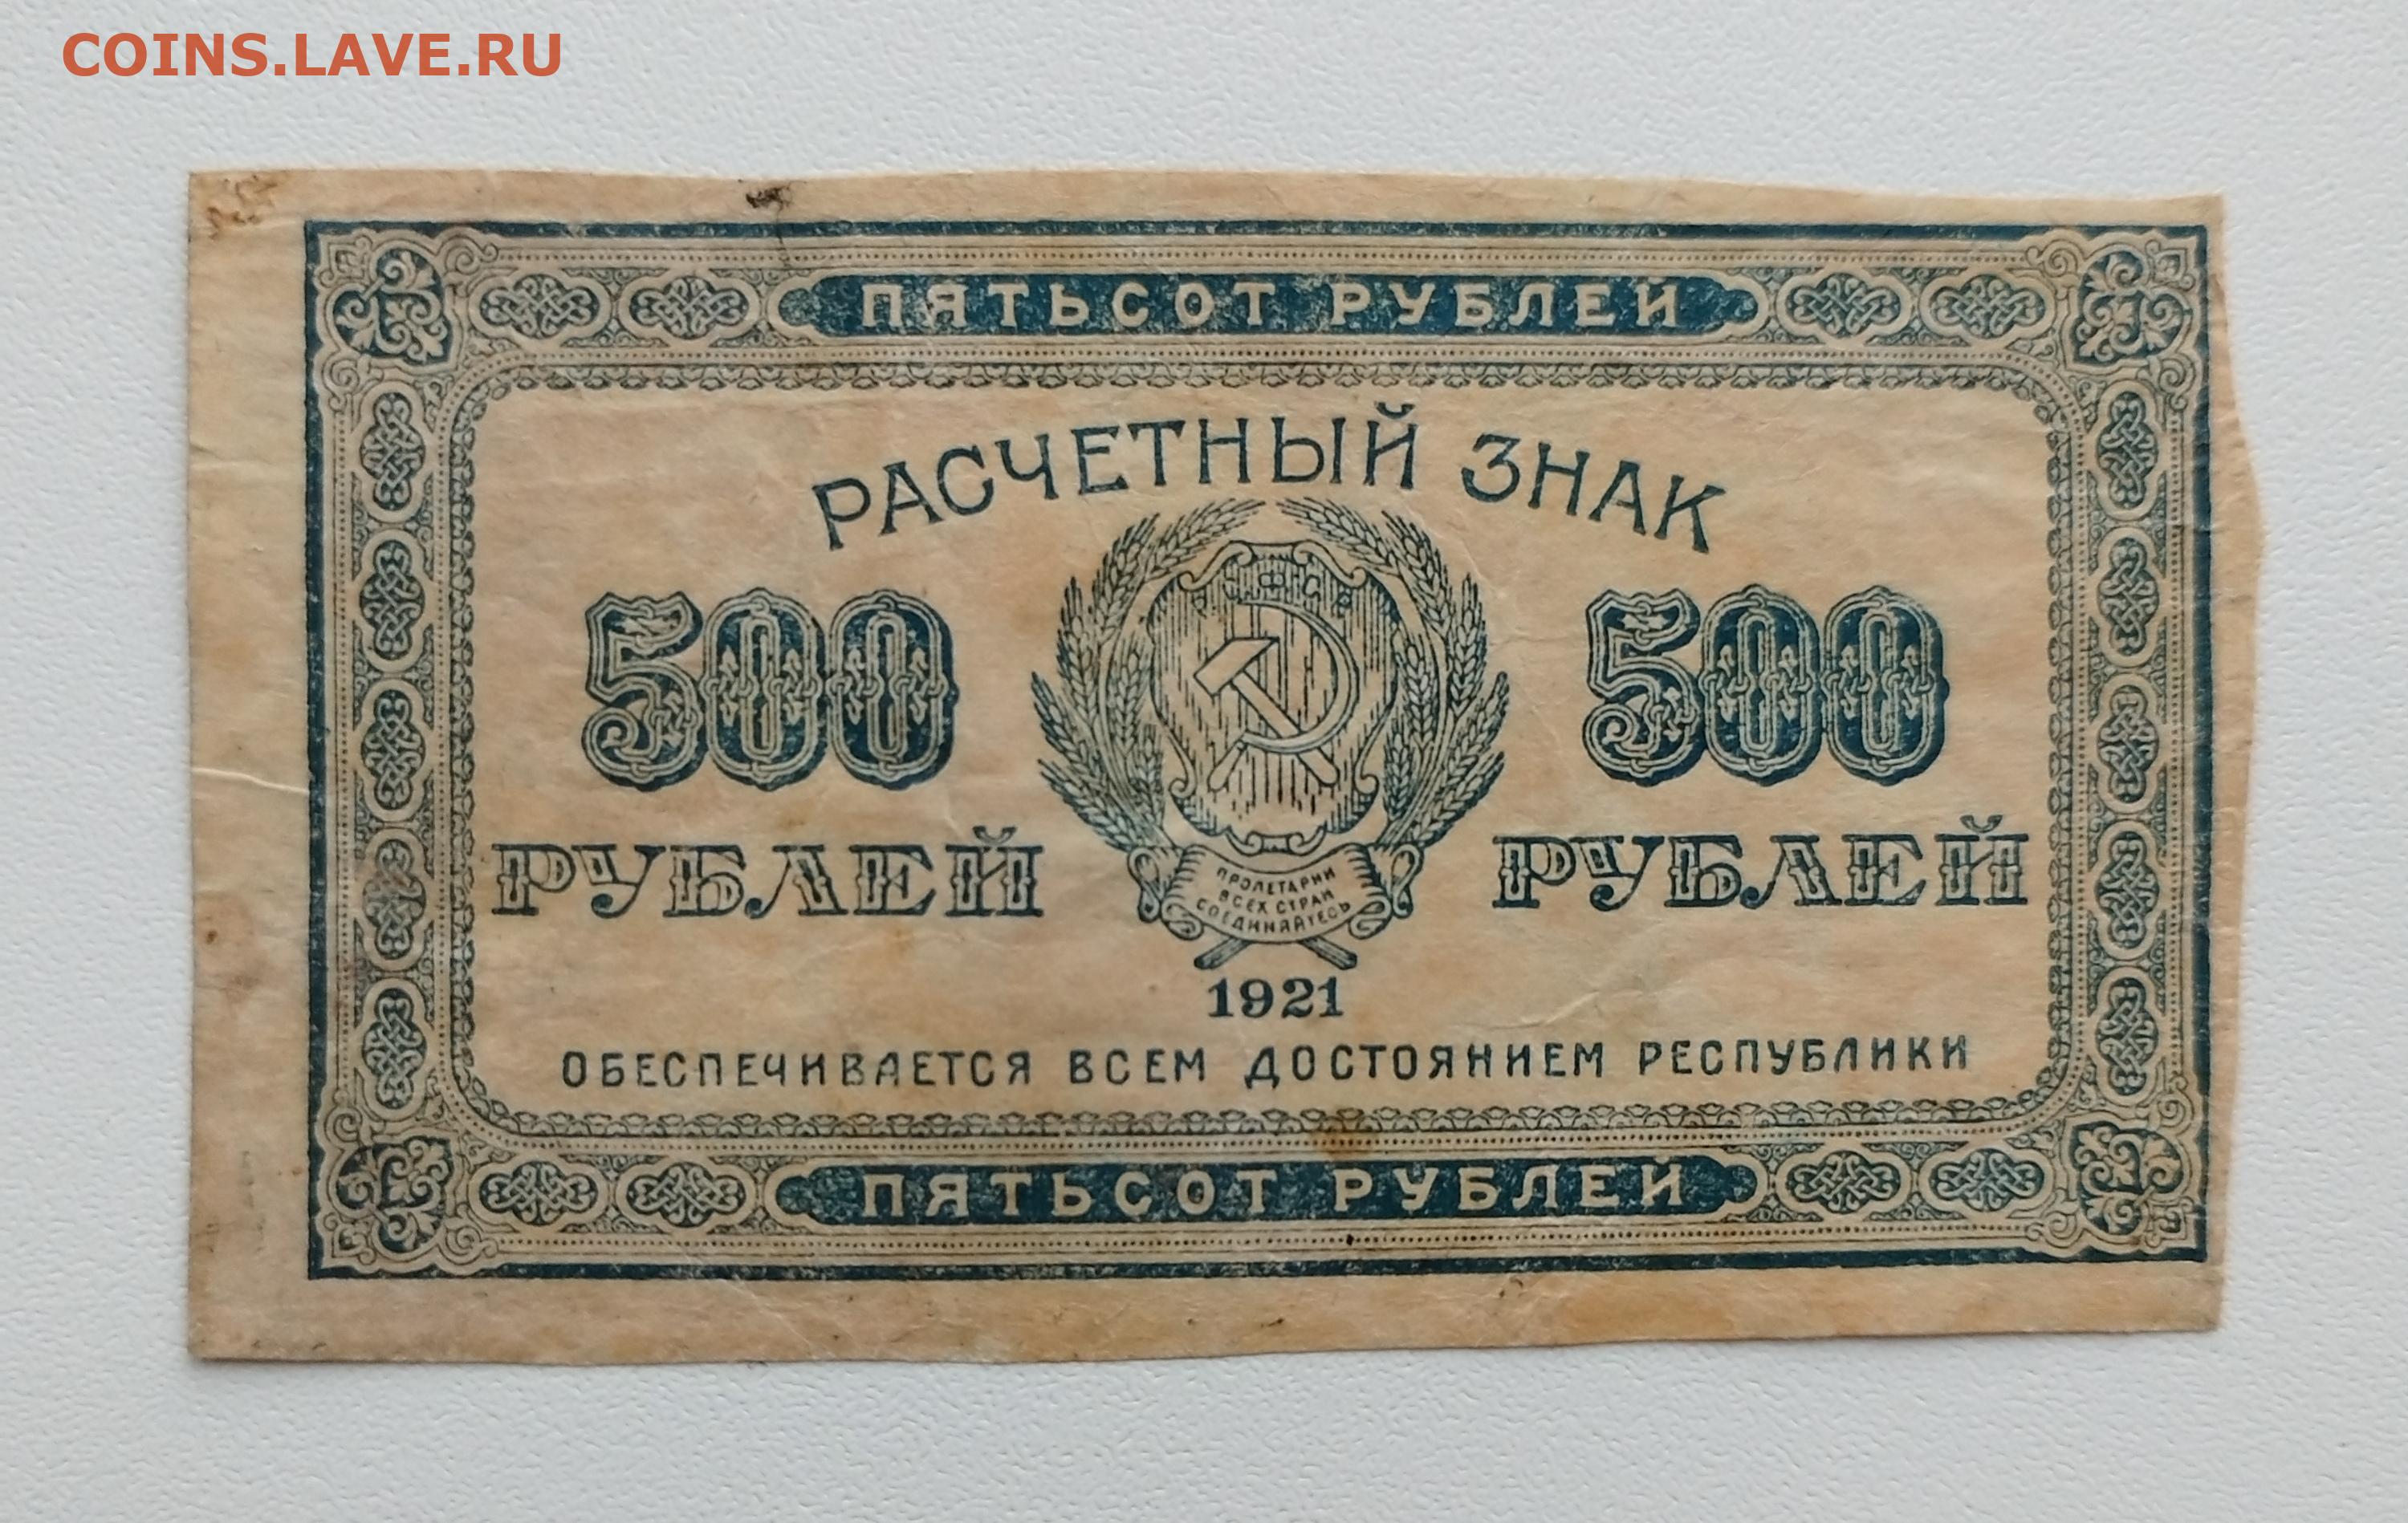 COINS.LAVE.RU
ПЯТЬСОТ РУБЛЕЙ
РАСЧЕТНЫЙ ЗНАК
500 500
РУБЛЕЙ РУБЛЕЙ
ПРОЛЕТАРИИ
ВСЕХ СТРАН
СОЕДИНЯЙТЕСЬ
1921
ОБЕСПЕЧИВАЕТСЯ ВСЕМ ДОСТОЯНИЕМ РЕСПУБЛИКИ
ПЯТЬСОТ РУБЛЕЙ